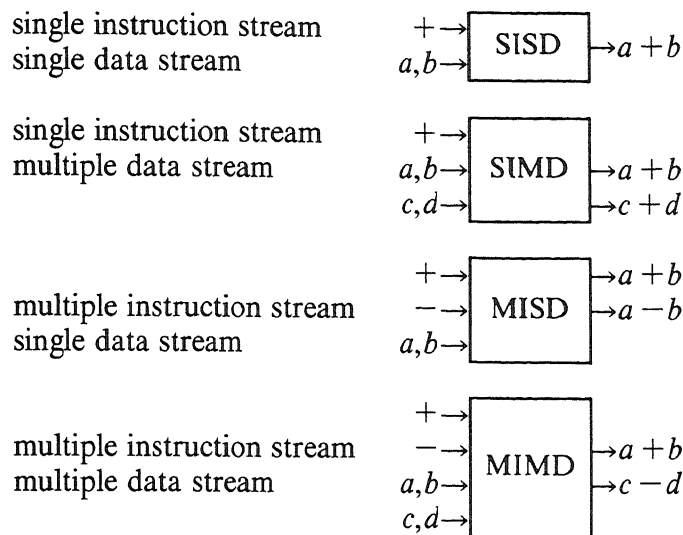 single instruction stream
single data stream
+→
a,b→
SISD
→a + b
single instruction stream
multiple data stream
+→
a,b→
c,d→
SIMD
→a + b
→c + d
multiple instruction stream
single data stream
+→
−→
a,b→
MISD
→a + b
→a − b
multiple instruction stream
multiple data stream
+→
−→
a,b→
c,d→
MIMD
→a + b
→c − d